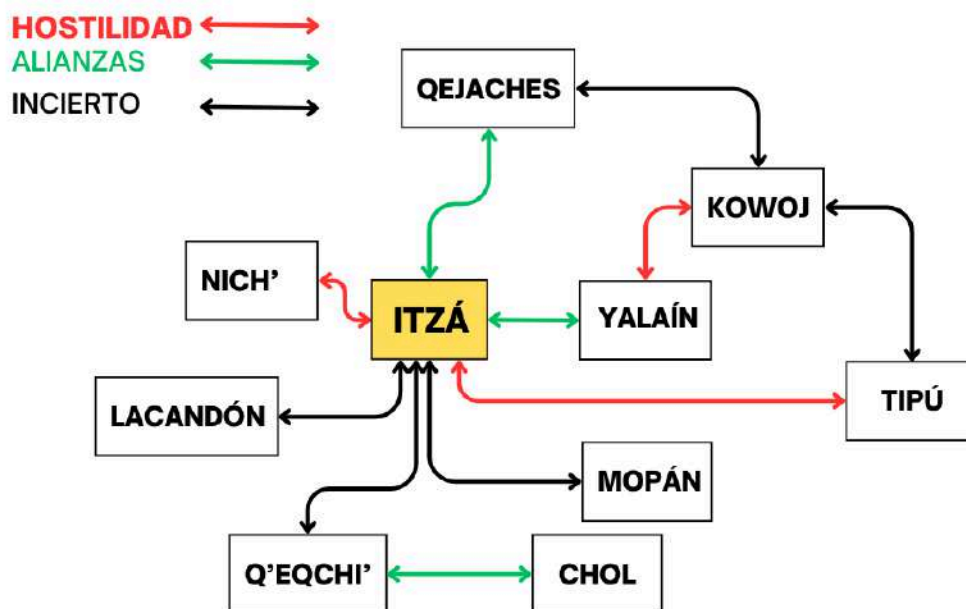 HOSTILIDAD
ALIANZAS
INCIERTO
QEJACHES
KOWOJ
NICH'
ITZÁ
YALAÍN
LACANDÓN
TIPÚ
MOPÁN
Q'EQCHI'
CHOL